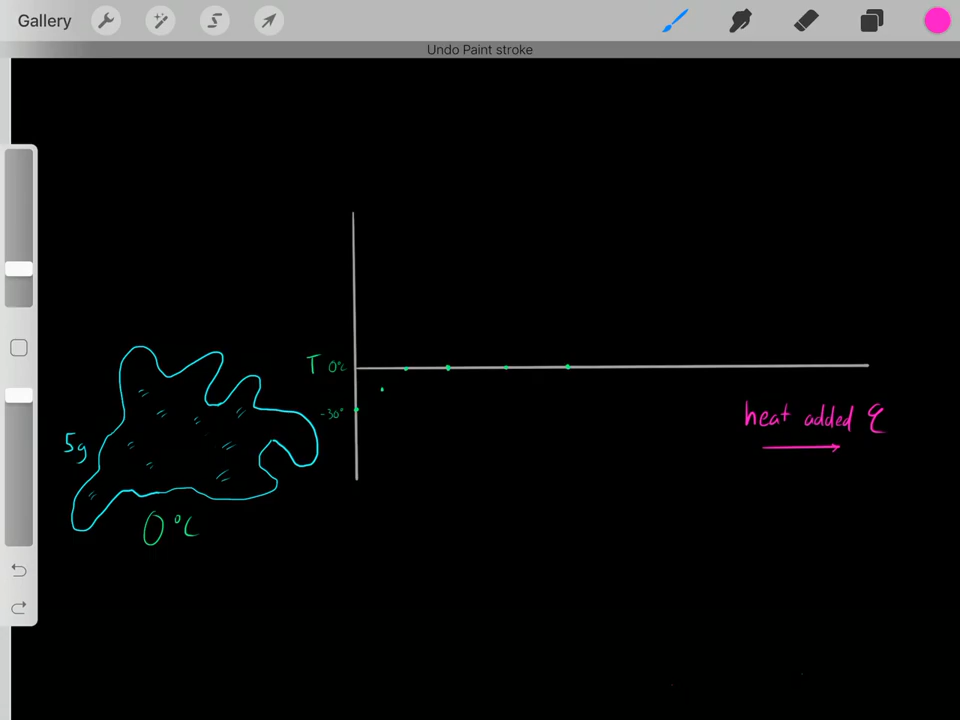 Gallery
Undo Paint stroke
T 0°C
-30°
heat added q
5g
0°C